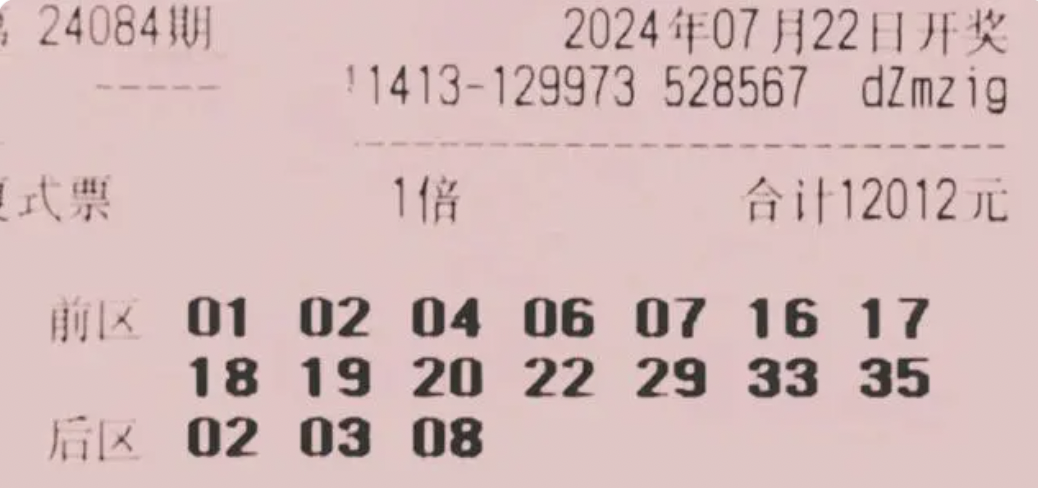 24084期 2024年07月22日开奖
11413-129973 528567 dZmzig
复式票 1倍 合计12012元
前区 01 02 04 06 07 16 17
18 19 20 22 29 33 35
后区 02 03 08